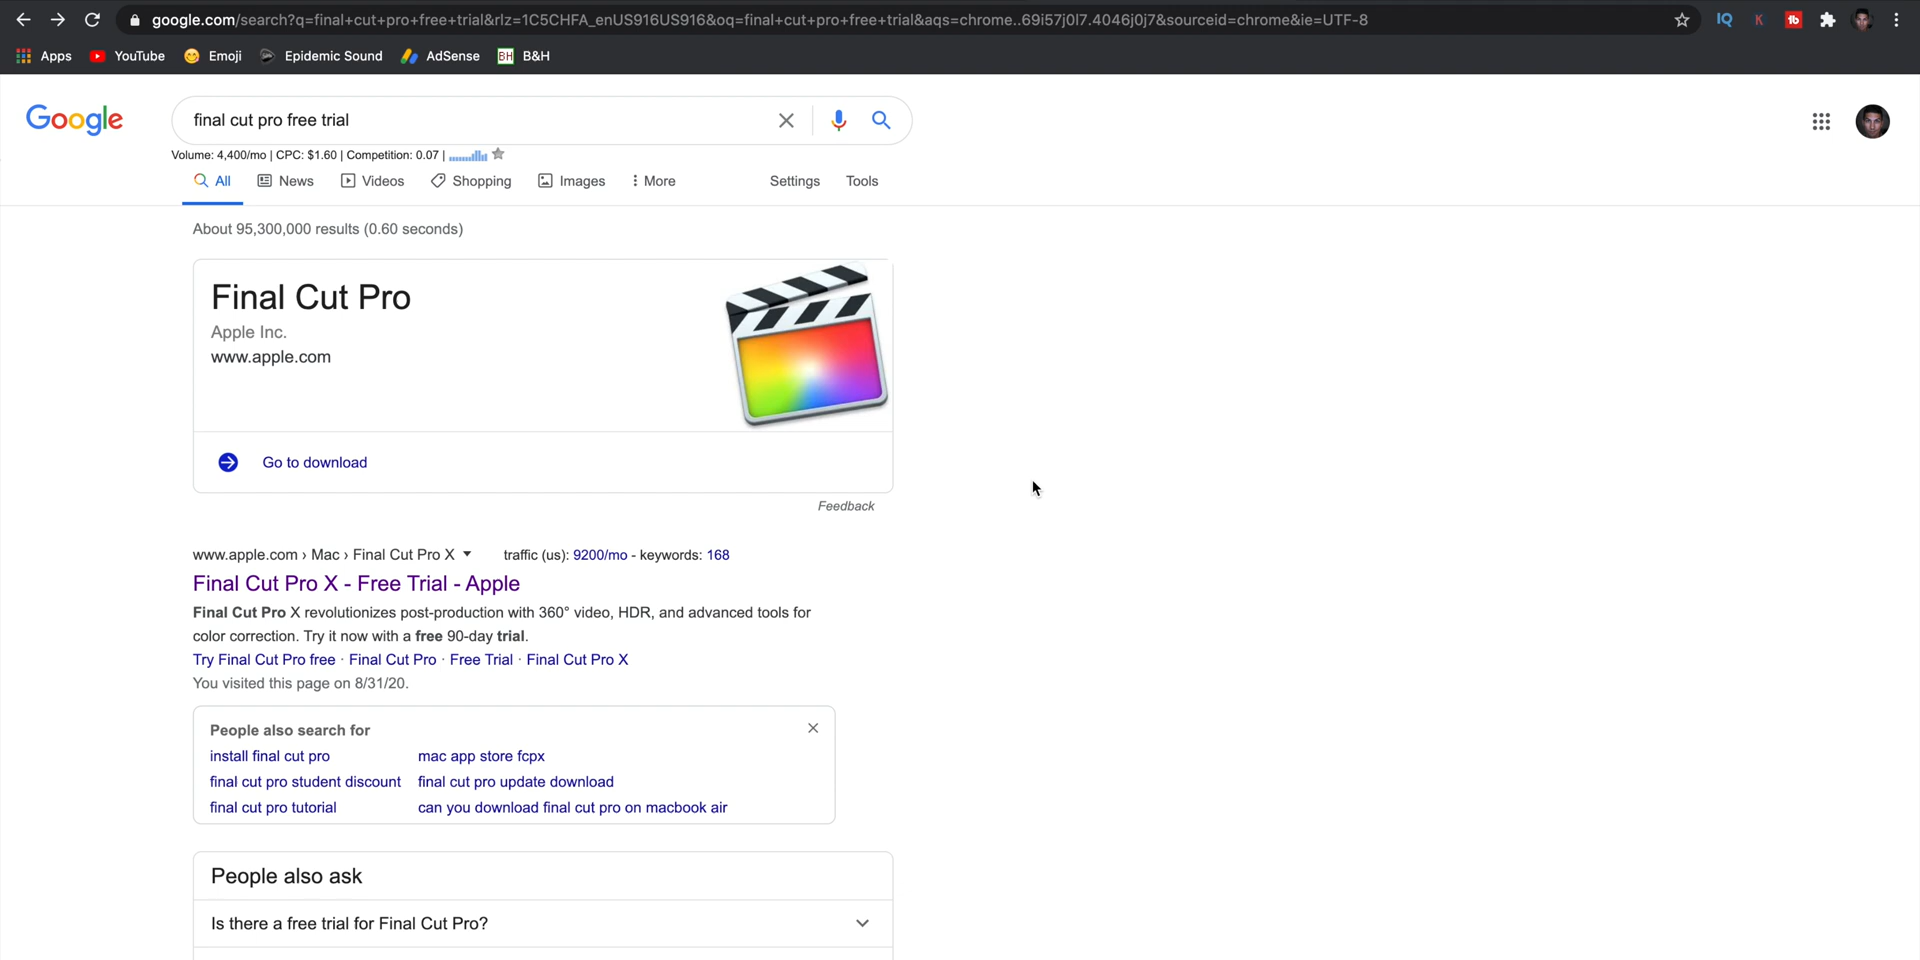 google.com/search?q=final+cut+pro+free+trial&rlz=1C5CHFA_enUS916US916&oq=final+cut+pro+free+trial&aqs=chrome..69i57j0l7.4046j0j7&sourceid=chrome&ie=UTF-8
IQ K tb
Apps YouTube Emoji Epidemic Sound AdSense BH B&H
Google final cut pro free trial
Volume: 4,400/mo | CPC: $1.60 | Competition: 0.07 |
All News Videos Shopping Images More Settings Tools
About 95,300,000 results (0.60 seconds)
Final Cut Pro
Apple Inc.
www.apple.com
Go to download
Feedback
www.apple.com › Mac › Final Cut Pro X traffic (us): 9200/mo - keywords: 168
Final Cut Pro X - Free Trial - Apple
Final Cut Pro X revolutionizes post-production with 360° video, HDR, and advanced tools for
color correction. Try it now with a free 90-day trial.
Try Final Cut Pro free · Final Cut Pro · Free Trial · Final Cut Pro X
You visited this page on 8/31/20.
People also search for
install final cut pro mac app store fcpx
final cut pro student discount final cut pro update download
final cut pro tutorial can you download final cut pro on macbook air
People also ask
Is there a free trial for Final Cut Pro?